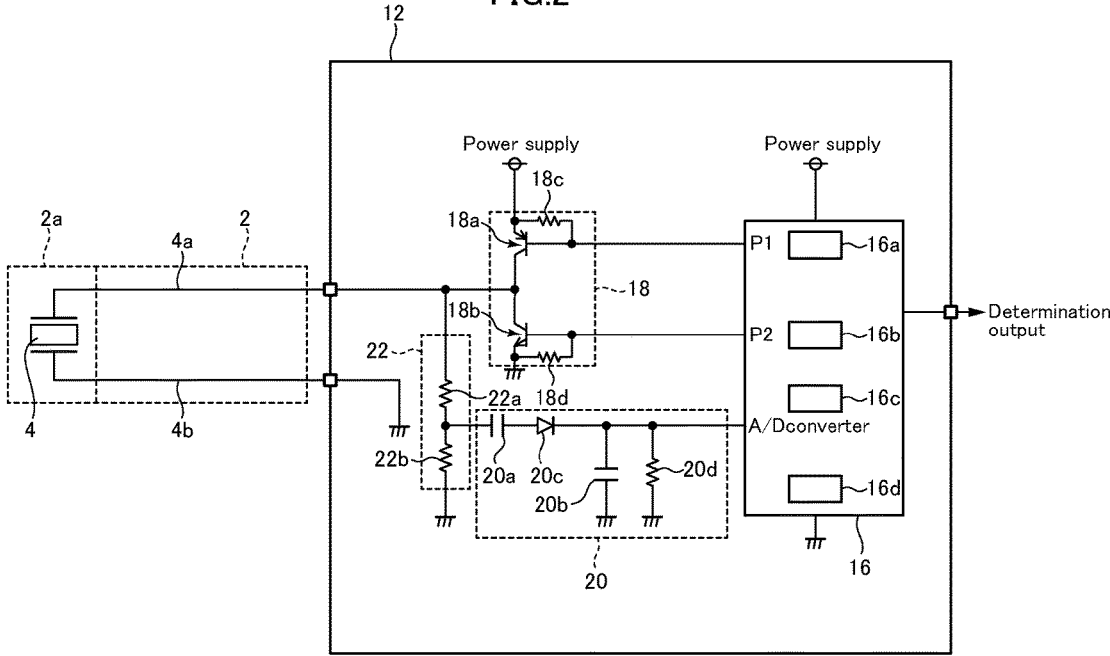 FIG.2
12
Power supply
Power supply
18c
2a
2
18a
4a
P1
16a
18
18b
Determination
output
P2
16b
22
22a
18d
16c
4
4b
A/Dconverter
22b
20a
20c
20d
20b
16d
20
16